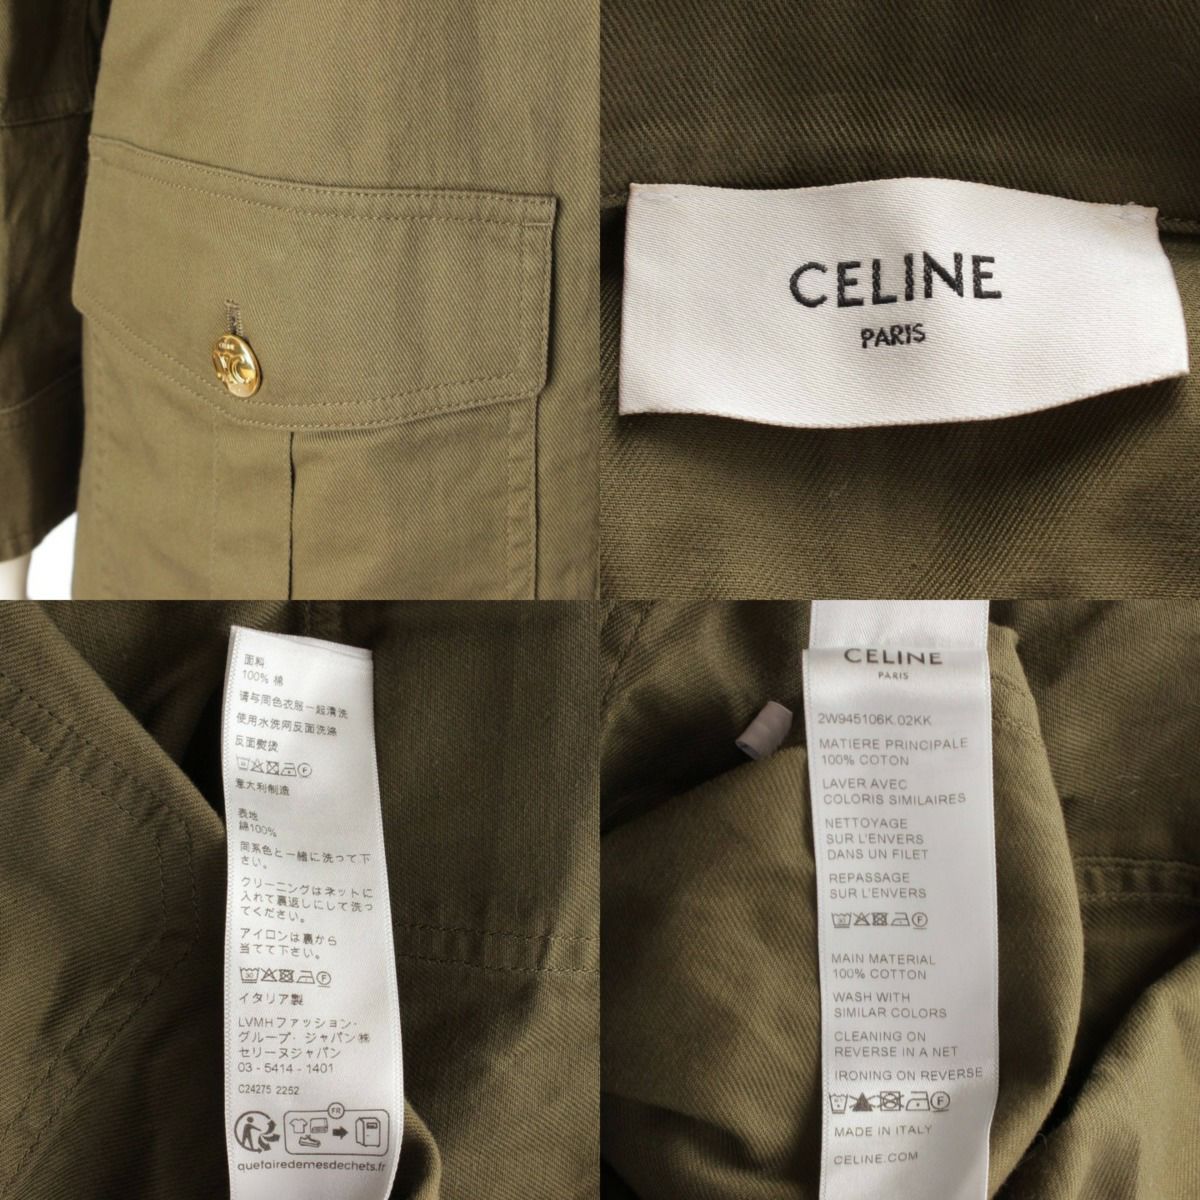 CELINE
CELINE
PARIS
面料
100% 棉
请与同色衣服一起清洗
使用水洗网反面洗涤
反面熨烫
意大利制造
表地
綿100%
同系色と一緒に洗って下
さい。
クリーニングはネットに
入れて裏返しにして洗っ
てください。
アイロンは裏から
当てて下さい。
イタリア製
LVMHファッション・
グループ・ジャパン㈱
セリーヌジャパン
03 - 5414 - 1401
C24275 2252
FR
quefairedemesdechets.fr
CELINE
PARIS
2W945106K.02KK
MATIERE PRINCIPALE
100% COTON
LAVER AVEC
COLORIS SIMILAIRES
NETTOYAGE
SUR L'ENVERS
DANS UN FILET
REPASSAGE
SUR L'ENVERS
MAIN MATERIAL
100% COTTON
WASH WITH
SIMILAR COLORS
CLEANING ON
REVERSE IN A NET
IRONING ON REVERSE
MADE IN ITALY
CELINE.COM